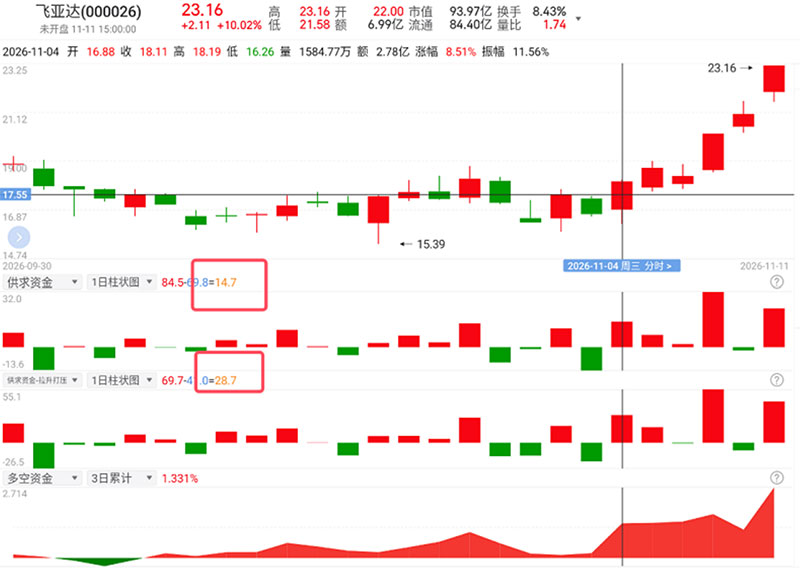 飞亚达(000026)
未开盘 11-11 15:00:00
23.16
+2.11 +10.02%
高 23.16 开 22.00 市值 93.97亿 换手 8.43%
低 21.58 额 6.99亿 流通 84.40亿 量比 1.74
2026-11-04 开 16.88 收 18.11 高 18.19 低 16.26 量 1584.77万 额 2.78亿 涨幅 8.51% 振幅 11.56%
23.25
23.16
21.12
19.00
17.55
16.87
15.39
14.74
2026-09-30
2026-11-04 周三 分时 >
2026-11-11
供求资金 1日柱状图 84.5-69.8=14.7
32.0
-13.6
供求资金-拉升打压 1日柱状图 69.7-4.0=28.7
55.1
-26.5
多空资金 3日累计 1.331%
2.714